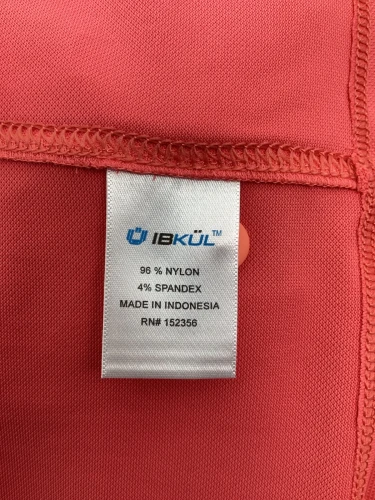 IBKÜL™
96 % NYLON
4% SPANDEX
MADE IN INDONESIA
RN# 152356